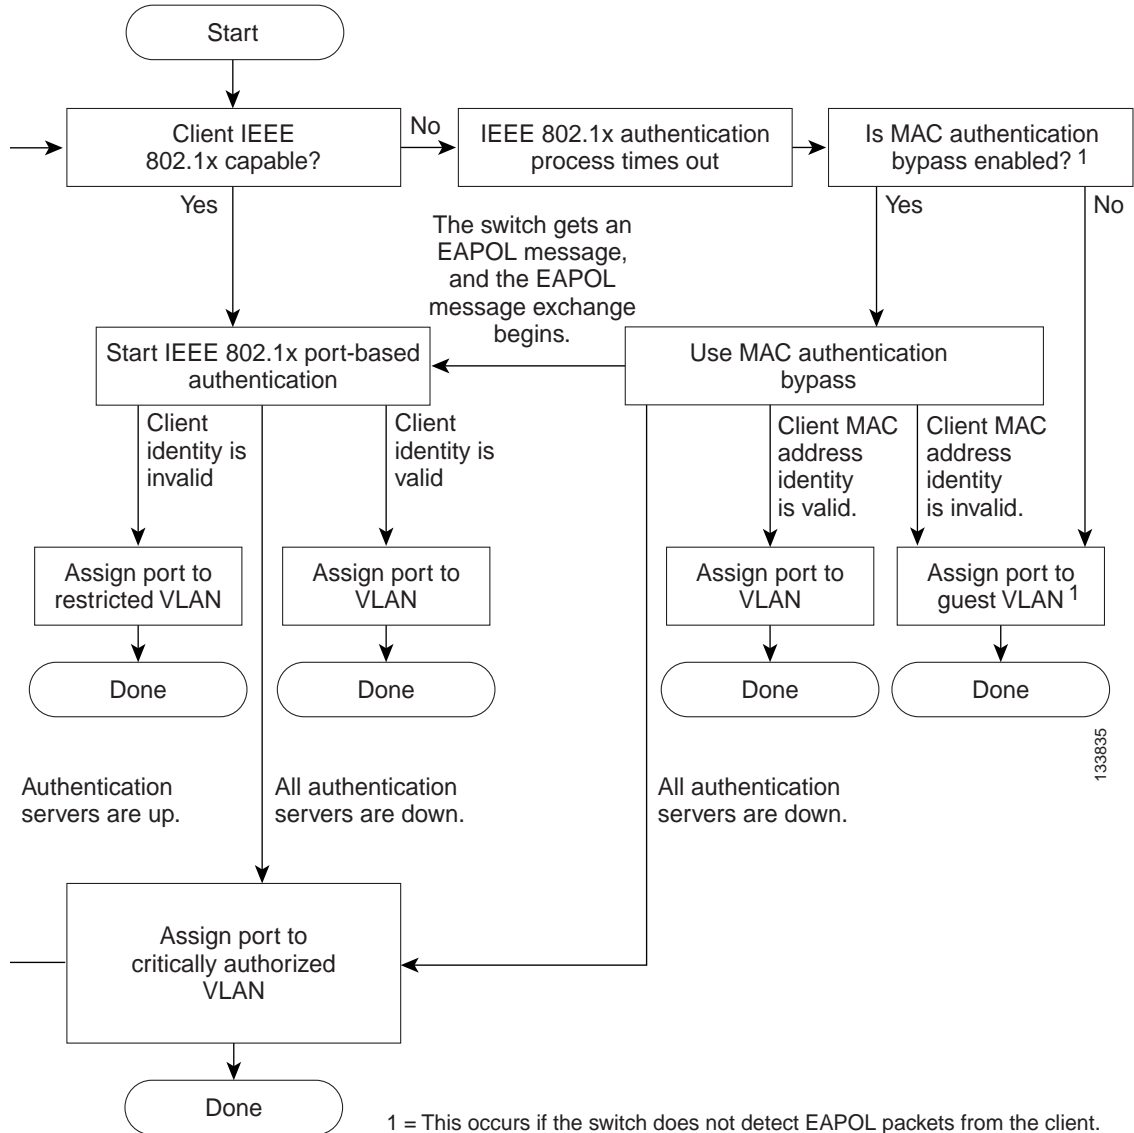 Start
Client IEEE
802.1x capable?
No
IEEE 802.1x authentication
process times out
Is MAC authentication
bypass enabled? 1
Yes
The switch gets an
EAPOL message,
and the EAPOL
message exchange
begins.
Yes
No
Start IEEE 802.1x port-based
authentication
Use MAC authentication
bypass
Client
identity is
invalid
Client
identity is
valid
Client MAC
address
identity
is valid.
Client MAC
address
identity
is invalid.
Assign port to
restricted VLAN
Assign port to
VLAN
Assign port to
VLAN
Assign port to
guest VLAN 1
Done
Done
Done
Done
133835
Authentication
servers are up.
All authentication
servers are down.
All authentication
servers are down.
Assign port to
critically authorized
VLAN
Done
1 = This occurs if the switch does not detect EAPOL packets from the client.